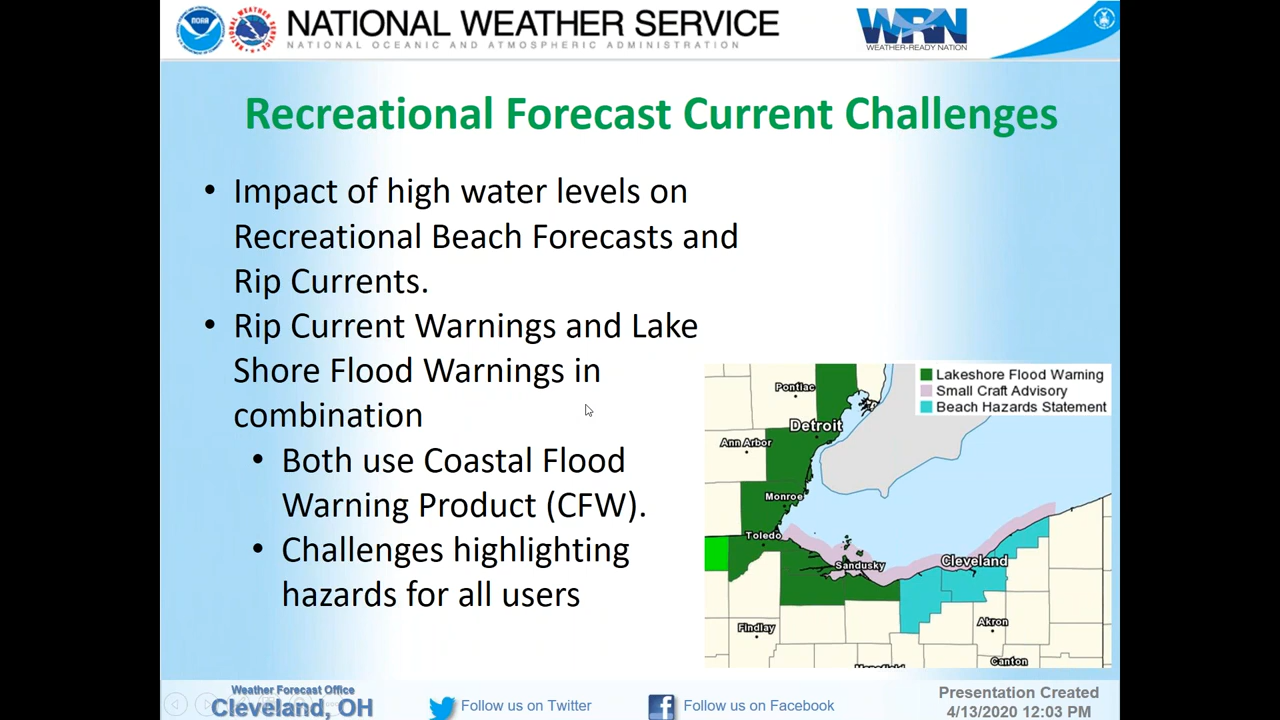 NATIONAL WEATHER SERVICE
NATIONAL OCEANIC AND ATMOSPHERIC ADMINISTRATION
NOAA
WRN
WEATHER-READY NATION
Recreational Forecast Current Challenges
• Impact of high water levels on
Recreational Beach Forecasts and
Rip Currents.
• Rip Current Warnings and Lake
Shore Flood Warnings in
combination
• Both use Coastal Flood
Warning Product (CFW).
• Challenges highlighting
hazards for all users
Lakeshore Flood Warning
Small Craft Advisory
Beach Hazards Statement
Pontiac
Detroit
Ann Arbor
Monroe
Toledo
Sandusky
Cleveland
Findlay
Akron
Canton
Weather Forecast Office
Cleveland, OH
Follow us on Twitter
Follow us on Facebook
Presentation Created
4/13/2020 12:03 PM